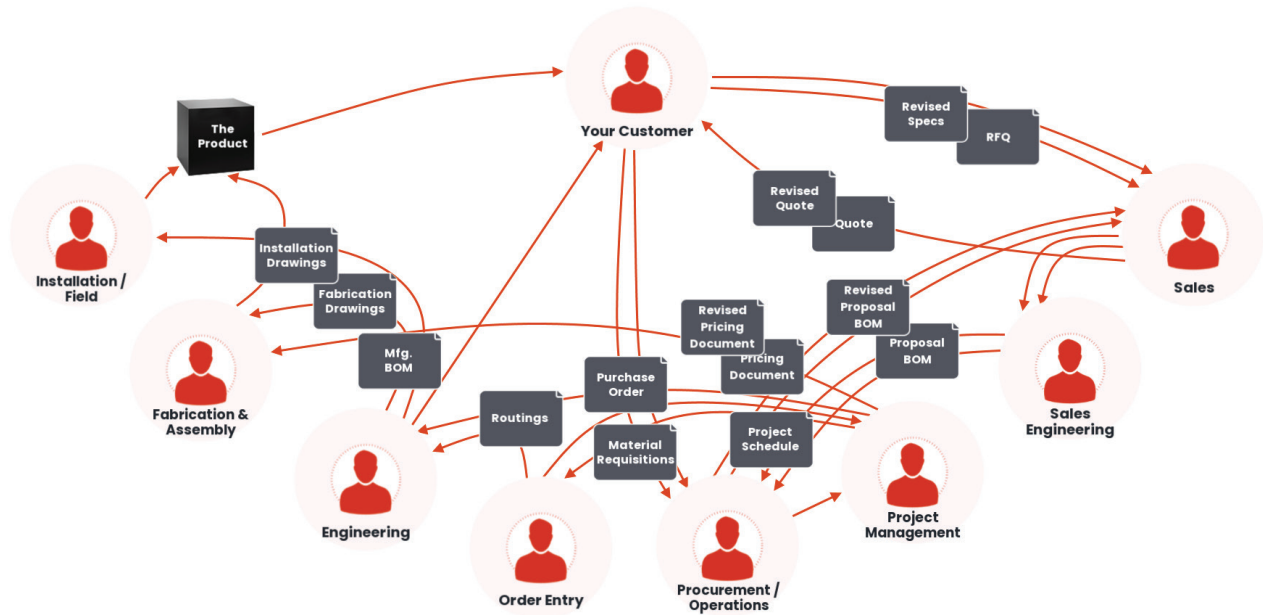 The
Product
Your Customer
Revised
Specs
RFQ
Revised
Quote
Quote
Installation /
Field
Installation
Drawings
Fabrication
Drawings
Mfg.
BOM
Revised
Pricing
Document
Pricing
Document
Revised
Proposal
BOM
Proposal
BOM
Sales
Fabrication &
Assembly
Routings
Purchase
Order
Material
Requisitions
Project
Schedule
Sales
Engineering
Engineering
Order Entry
Procurement /
Operations
Project
Management